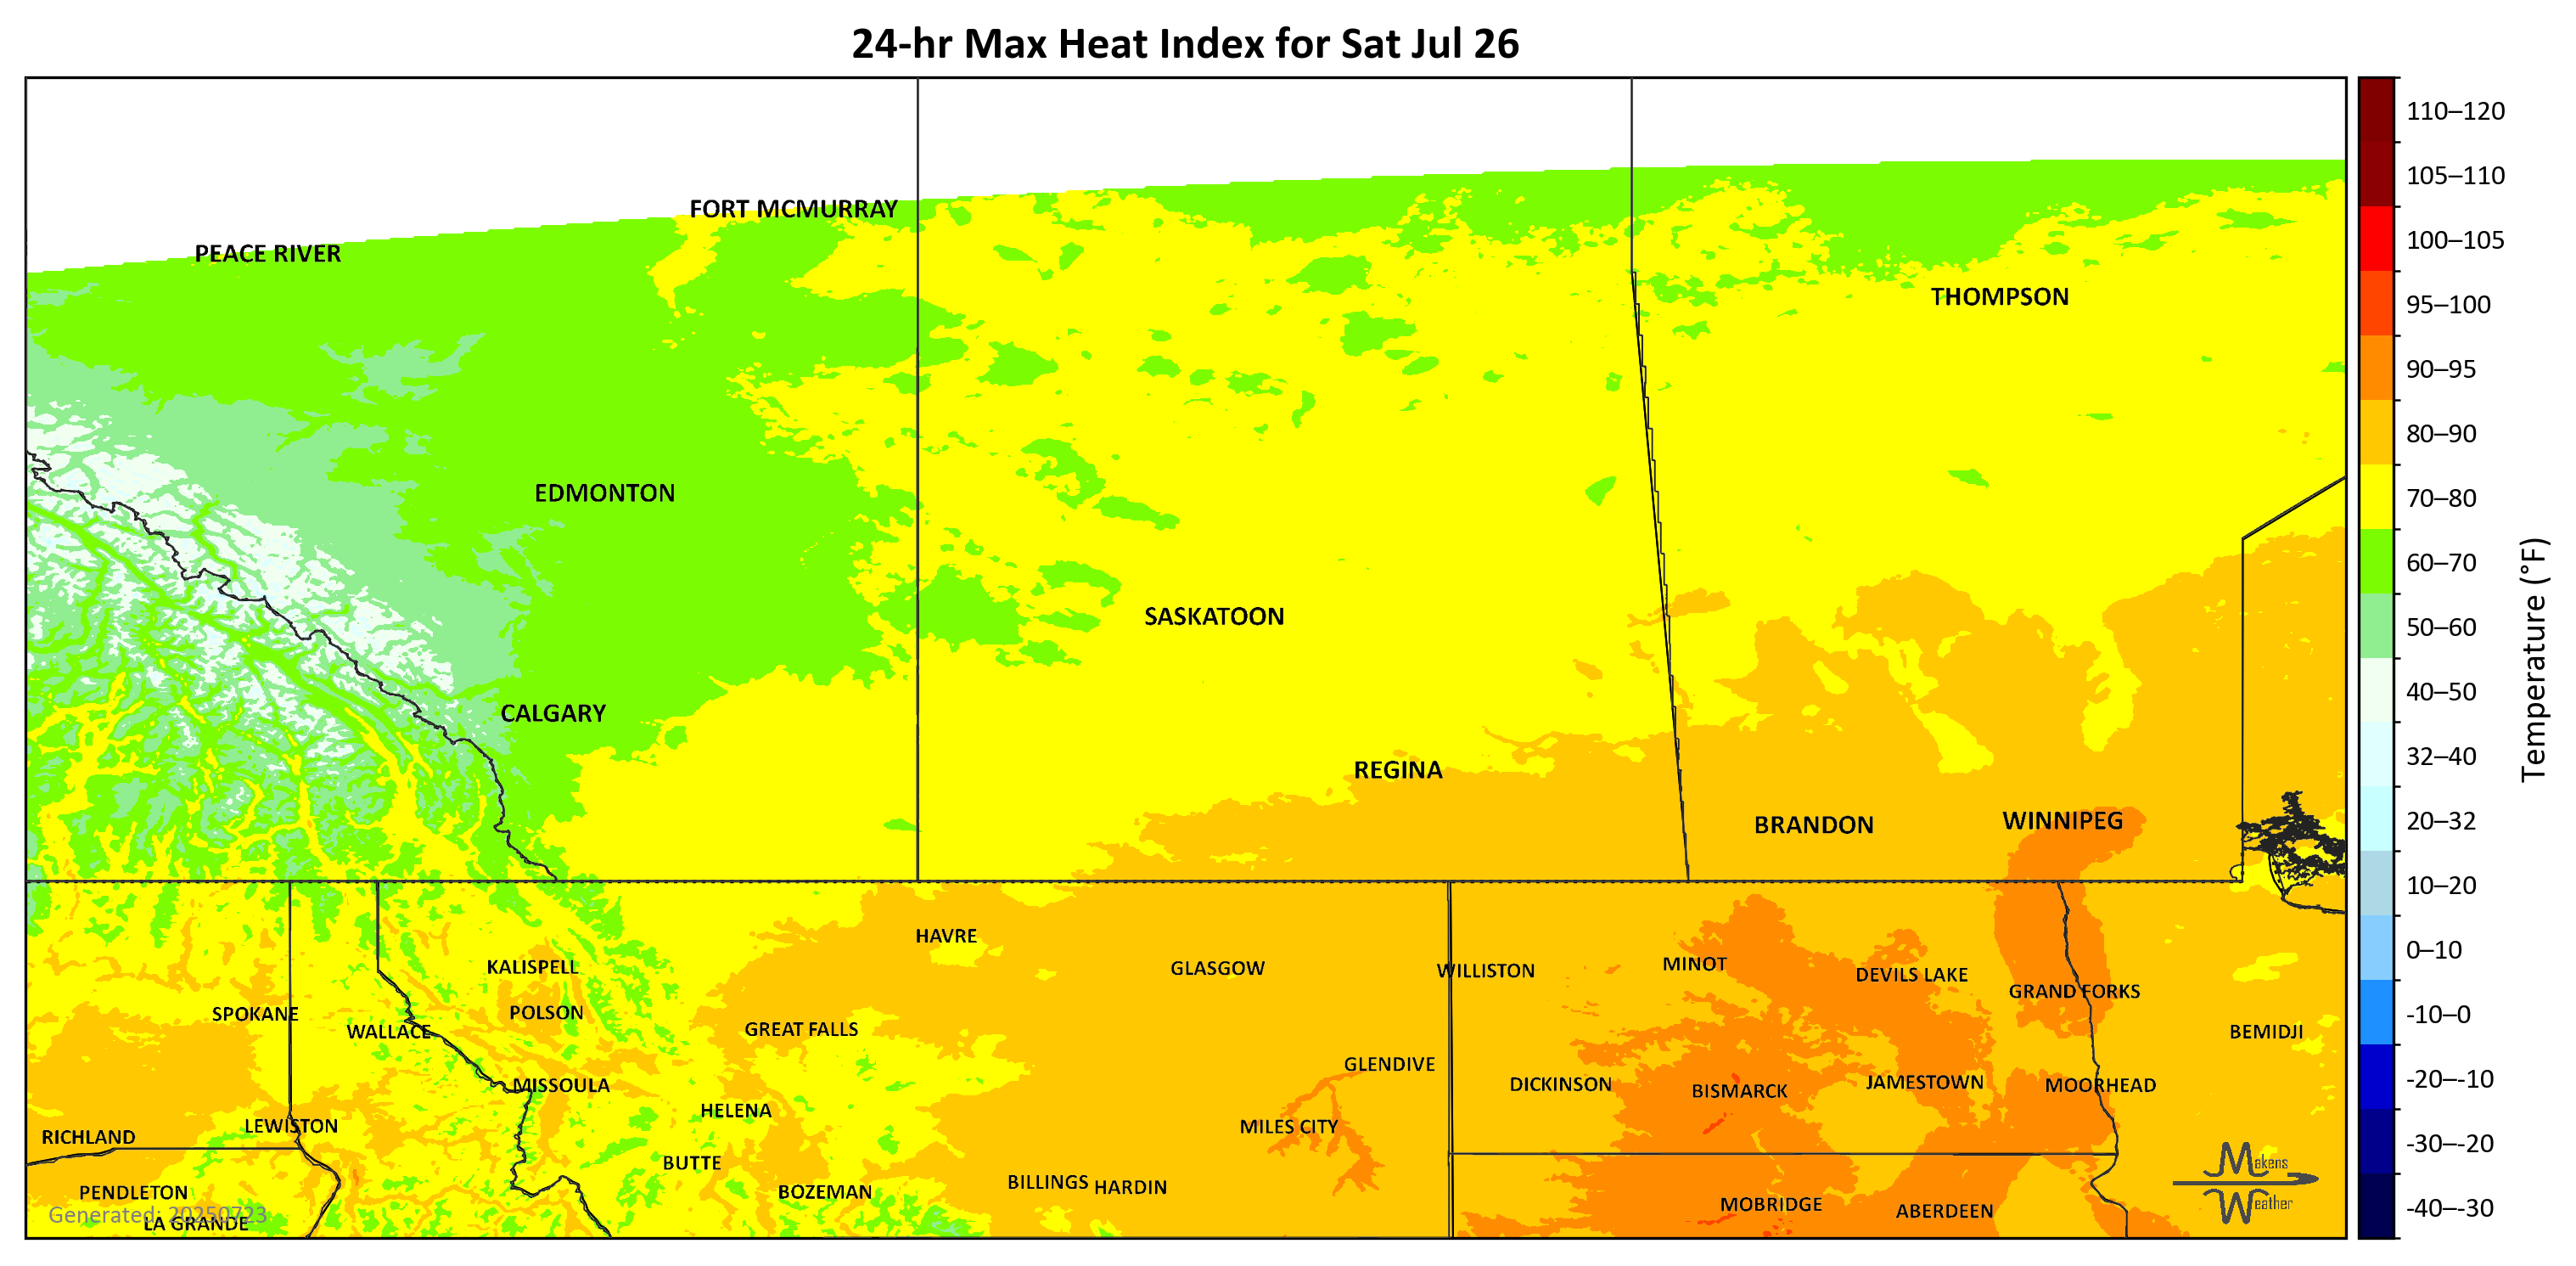 24-hr Max Heat Index for Sat Jul 26
FORT MCMURRAY
PEACE RIVER
THOMPSON
EDMONTON
SASKATOON
CALGARY
REGINA
BRANDON
WINNIPEG
HAVRE
KALISPELL
GLASGOW
WILLISTON
MINOT
DEVILS LAKE
GRAND FORKS
SPOKANE
POLSON
WALLACE
GREAT FALLS
BEMIDJI
GLENDIVE
MISSOULA
DICKINSON
BISMARCK
JAMESTOWN
MOORHEAD
HELENA
LEWISTON
MILES CITY
RICHLAND
BUTTE
BILLINGS
HARDIN
PENDLETON
BOZEMAN
MOBRIDGE
ABERDEEN
Generated: 20250723
LA GRANDE
Makens
Weather
110–120
105–110
100–105
95–100
90–95
80–90
70–80
60–70
50–60
40–50
32–40
20–32
10–20
0–10
-10–0
-20–-10
-30–-20
-40–-30
Temperature (°F)